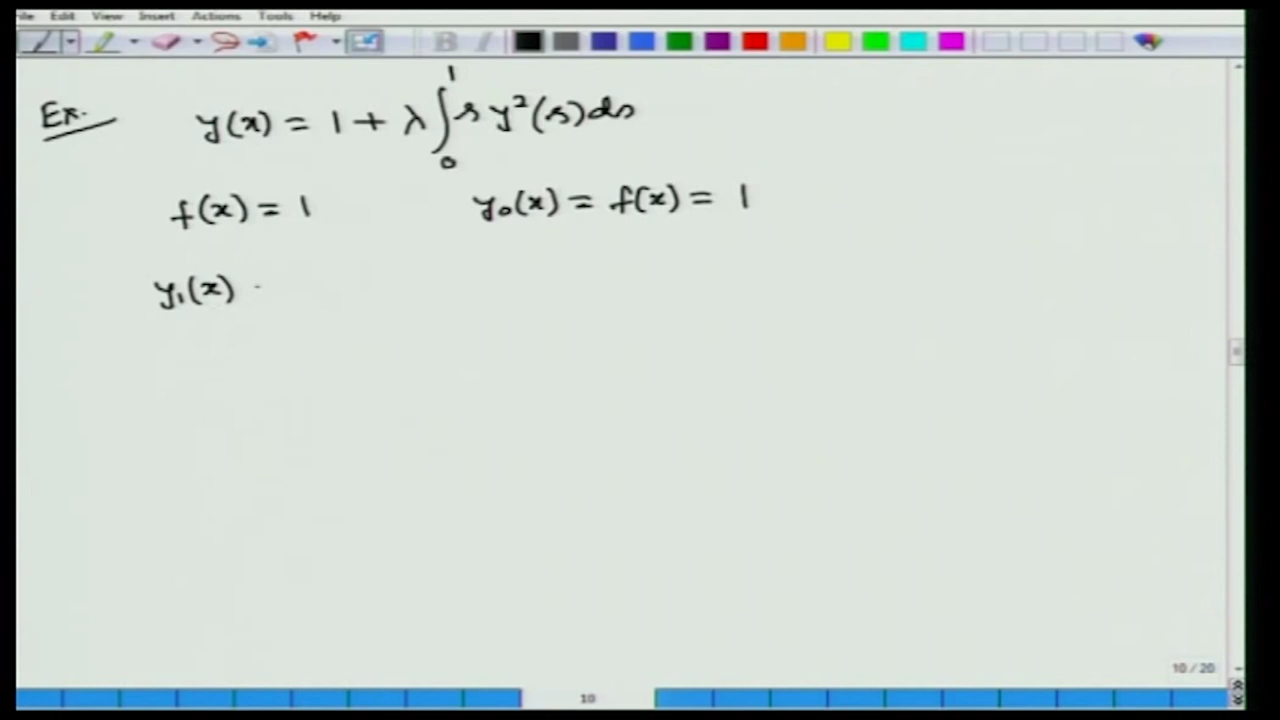 File Edit View Insert Actions Tools Help
Ex. y(x) = 1 + λ ∫₀¹ s y²(s) ds
f(x) = 1 y₀(x) = f(x) = 1
y₁(x)
10 / 20
10